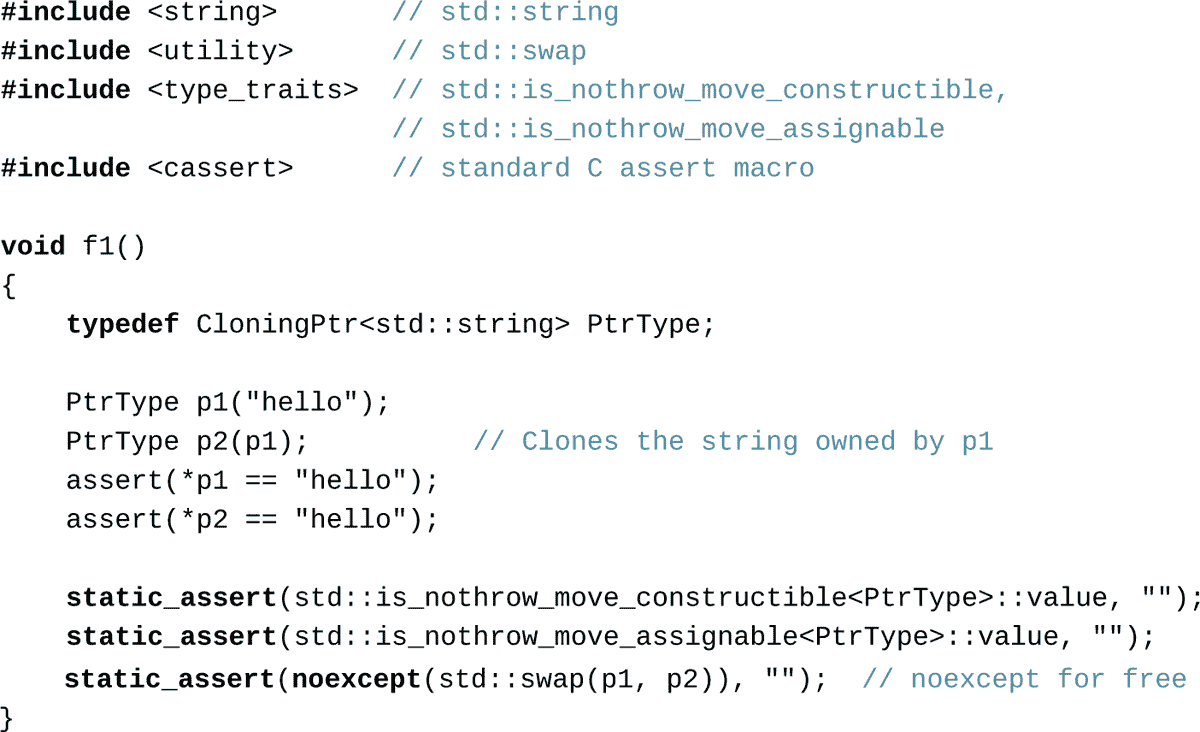 #include <string>       // std::string
#include <utility>      // std::swap
#include <type_traits>  // std::is_nothrow_move_constructible,
                        // std::is_nothrow_move_assignable
#include <cassert>      // standard C assert macro

void f1()
{
    typedef CloningPtr<std::string> PtrType;

    PtrType p1("hello");
    PtrType p2(p1);          // Clones the string owned by p1
    assert(*p1 == "hello");
    assert(*p2 == "hello");

    static_assert(std::is_nothrow_move_constructible<PtrType>::value, "");
    static_assert(std::is_nothrow_move_assignable<PtrType>::value, "");
    static_assert(noexcept(std::swap(p1, p2)), "");  // noexcept for free
}